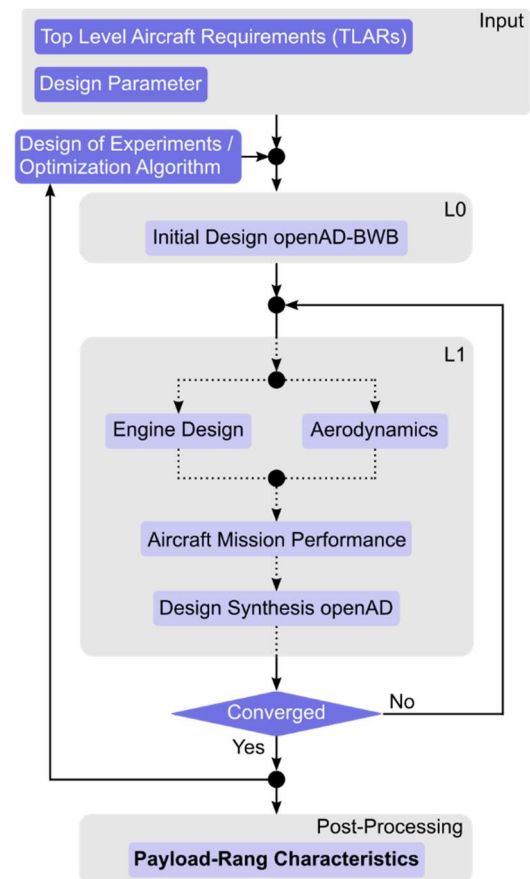 Input
Top Level Aircraft Requirements (TLARs)
Design Parameter
Design of Experiments /
Optimization Algorithm
L0
Initial Design openAD-BWB
L1
Engine Design
Aerodynamics
Aircraft Mission Performance
Design Synthesis openAD
Converged
No
Yes
Post-Processing
Payload-Rang Characteristics